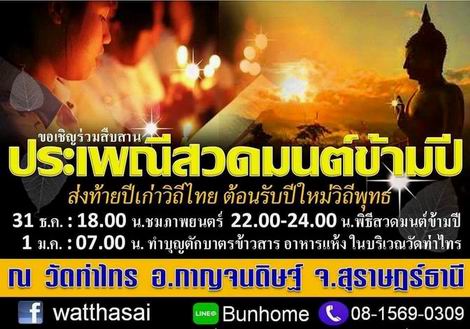 ขอเชิญร่วมสืบสาน
ประเพณีสวดมนต์ข้ามปี
ส่งท้ายปีเก่าวิถีไทย ต้อนรับปีใหม่วิถีพุทธ
31 ธ.ค. : 18.00 น.ชมภาพยนตร์ 22.00-24.00 น.พิธีสวดมนต์ข้ามปี
1 ม.ค. : 07.00 น. ทำบุญตักบาตรข้าวสาร อาหารแห้ง ในบริเวณวัดท่าไทร
ณ วัดท่าไทร อ.กาญจนดิษฐ์ จ.สุราษฎร์ธานี
f watthasai LINE Bunhome 08-1569-0309